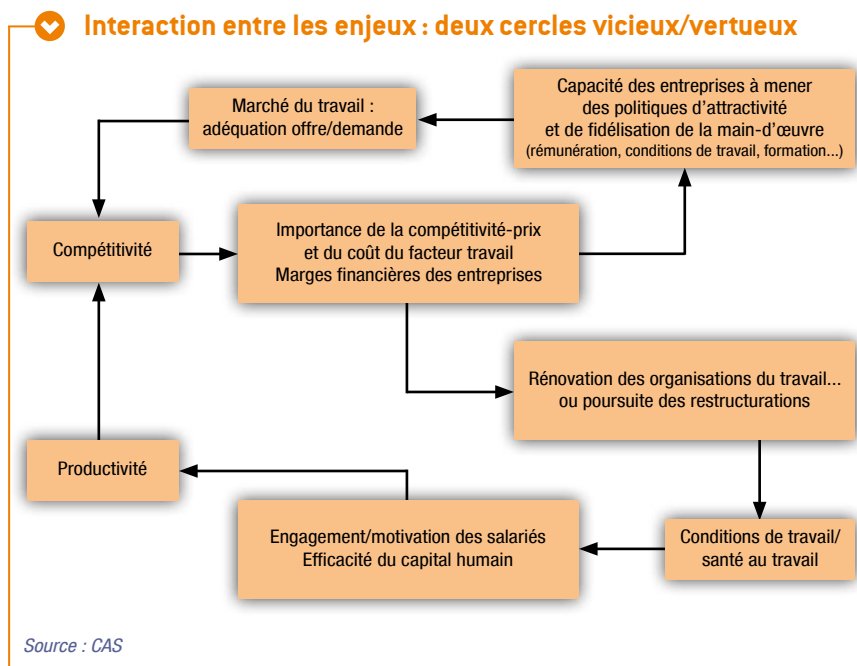 Interaction entre les enjeux : deux cercles vicieux/vertueux
Capacité des entreprises à mener
des politiques d'attractivité
et de fidélisation de la main-d'œuvre
(rémunération, conditions de travail, formation...)
Marché du travail :
adéquation offre/demande
Compétitivité
Importance de la compétitivité-prix
et du coût du facteur travail
Marges financières des entreprises
Rénovation des organisations du travail...
ou poursuite des restructurations
Productivité
Engagement/motivation des salariés
Efficacité du capital humain
Conditions de travail/
santé au travail
Source : CAS